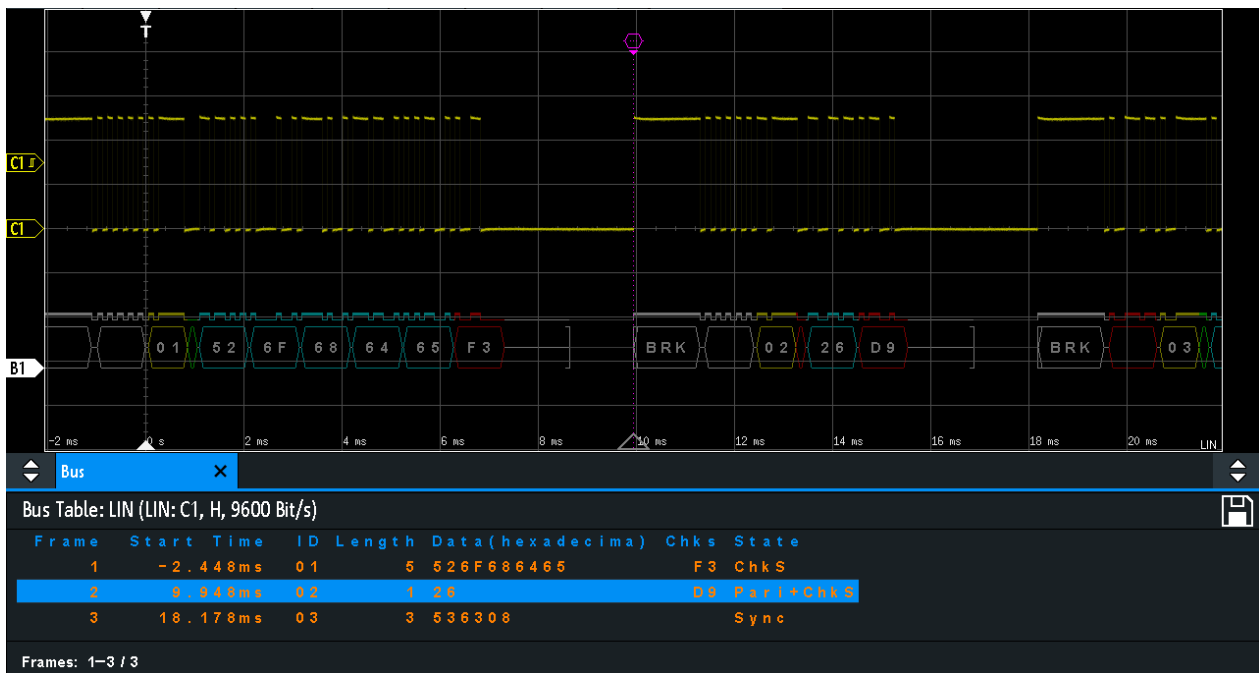 T
C1
C1
01 52 6F 68 64 65 F3 BRK 02 26 D9 BRK 03
B1
-2 ms 0 s 2 ms 4 ms 6 ms 8 ms 10 ms 12 ms 14 ms 16 ms 18 ms 20 ms LIN
Bus
Bus Table: LIN (LIN: C1, H, 9600 Bit/s)
Frame Start Time ID Length Data(hexadecima) Chks State
1 -2.448ms 01 5 526F686465 F3 ChkS
2 9.948ms 02 1 26 D9 Pari+ChkS
3 18.178ms 03 3 536308 Sync
Frames: 1-3 / 3